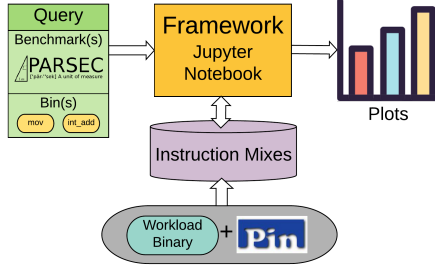 Query
Benchmark(s)
PARSEC
['pär·"sek] A unit of measure
Bin(s)
mov
int_add
Framework
Jupyter
Notebook
Plots
Instruction Mixes
Workload
Binary
+
Pin